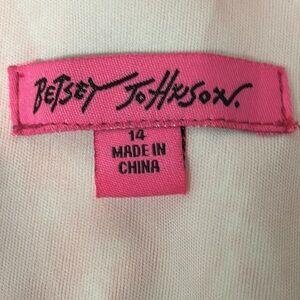 BETSEY JOHNSON.
14
MADE IN
CHINA